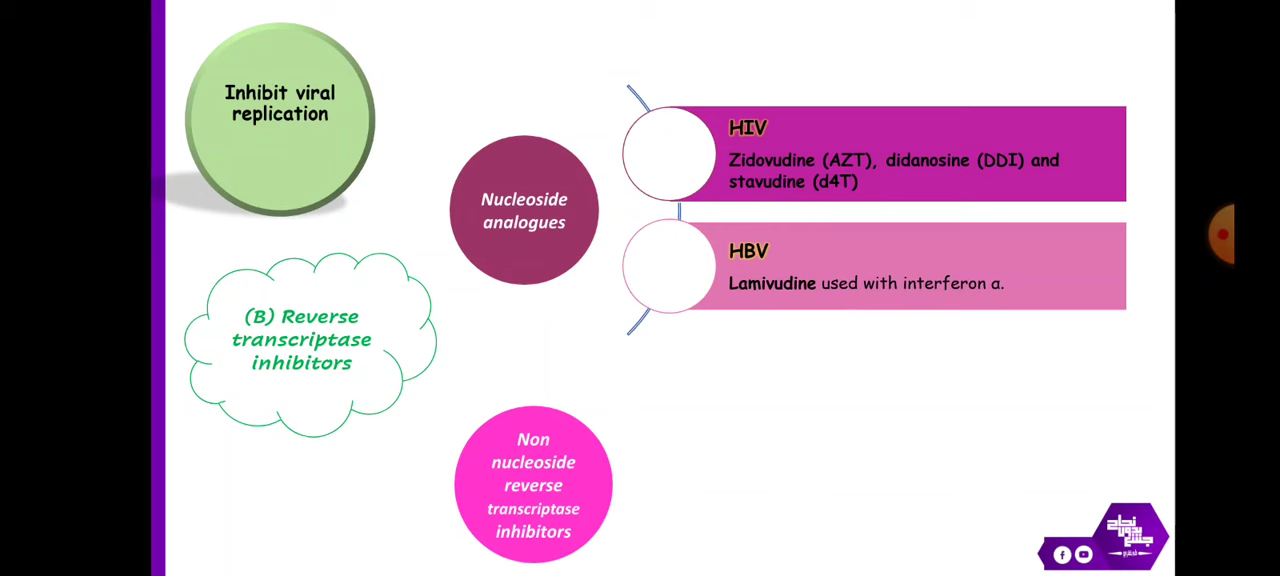 Inhibit viral
replication
(B) Reverse
transcriptase
inhibitors
Nucleoside
analogues
HIV
Zidovudine (AZT), didanosine (DDI) and
stavudine (d4T)
HBV
Lamivudine used with interferon α.
Non
nucleoside
reverse
transcriptase
inhibitors